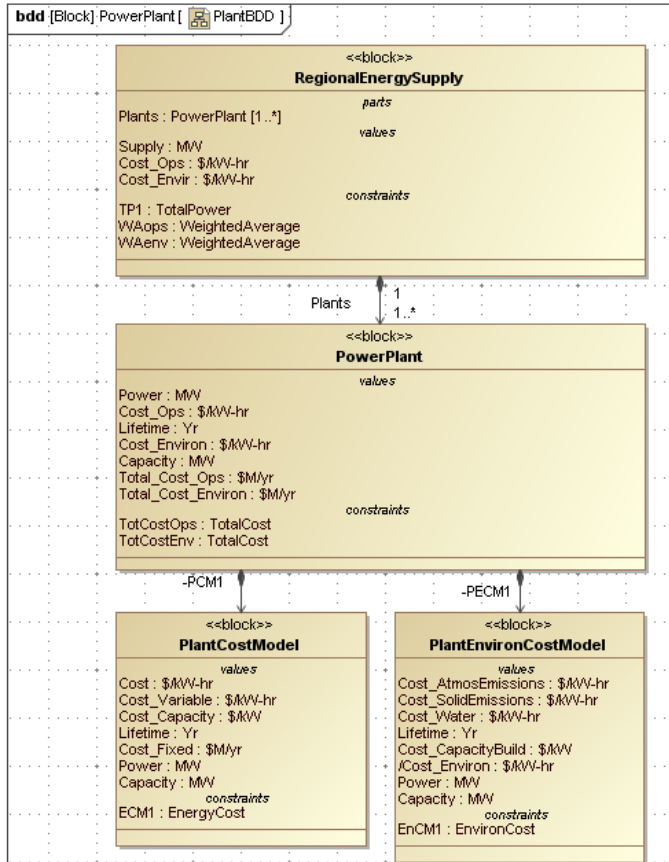 bdd [Block] PowerPlant [ PlantBDD ]
<<block>>
RegionalEnergySupply
parts
Plants : PowerPlant [1..*]
values
Supply : MW
Cost_Ops : $/kW-hr
Cost_Envir : $/kW-hr
constraints
TP1 : TotalPower
WAops : WeightedAverage
WAenv : WeightedAverage
Plants
1
1..*
<<block>>
PowerPlant
values
Power : MW
Cost_Ops : $/kW-hr
Lifetime : Yr
Cost_Environ : $/kW-hr
Capacity : MW
Total_Cost_Ops : $M/yr
Total_Cost_Environ : $M/yr
constraints
TotCostOps : TotalCost
TotCostEnv : TotalCost
-PCM1
-PECM1
<<block>>
PlantCostModel
values
Cost : $/kW-hr
Cost_Variable : $/kW-hr
Cost_Capacity : $/kW
Lifetime : Yr
Cost_Fixed : $M/yr
Power : MW
Capacity : MW
constraints
ECM1 : EnergyCost
<<block>>
PlantEnvironCostModel
values
Cost_AtmosEmissions : $/kW-hr
Cost_SolidEmissions : $/kW-hr
Cost_Water : $/kW-hr
Lifetime : Yr
Cost_CapacityBuild : $/kW
/Cost_Environ : $/kW-hr
Power : MW
Capacity : MW
constraints
EnCM1 : EnvironCost